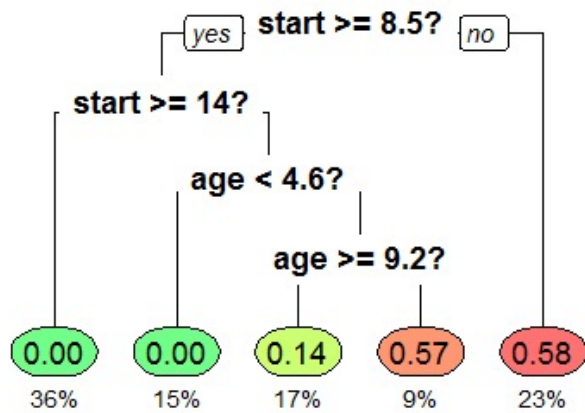 yes start >= 8.5? no
start >= 14?
age < 4.6?
age >= 9.2?
0.00 0.00 0.14 0.57 0.58
36% 15% 17% 9% 23%